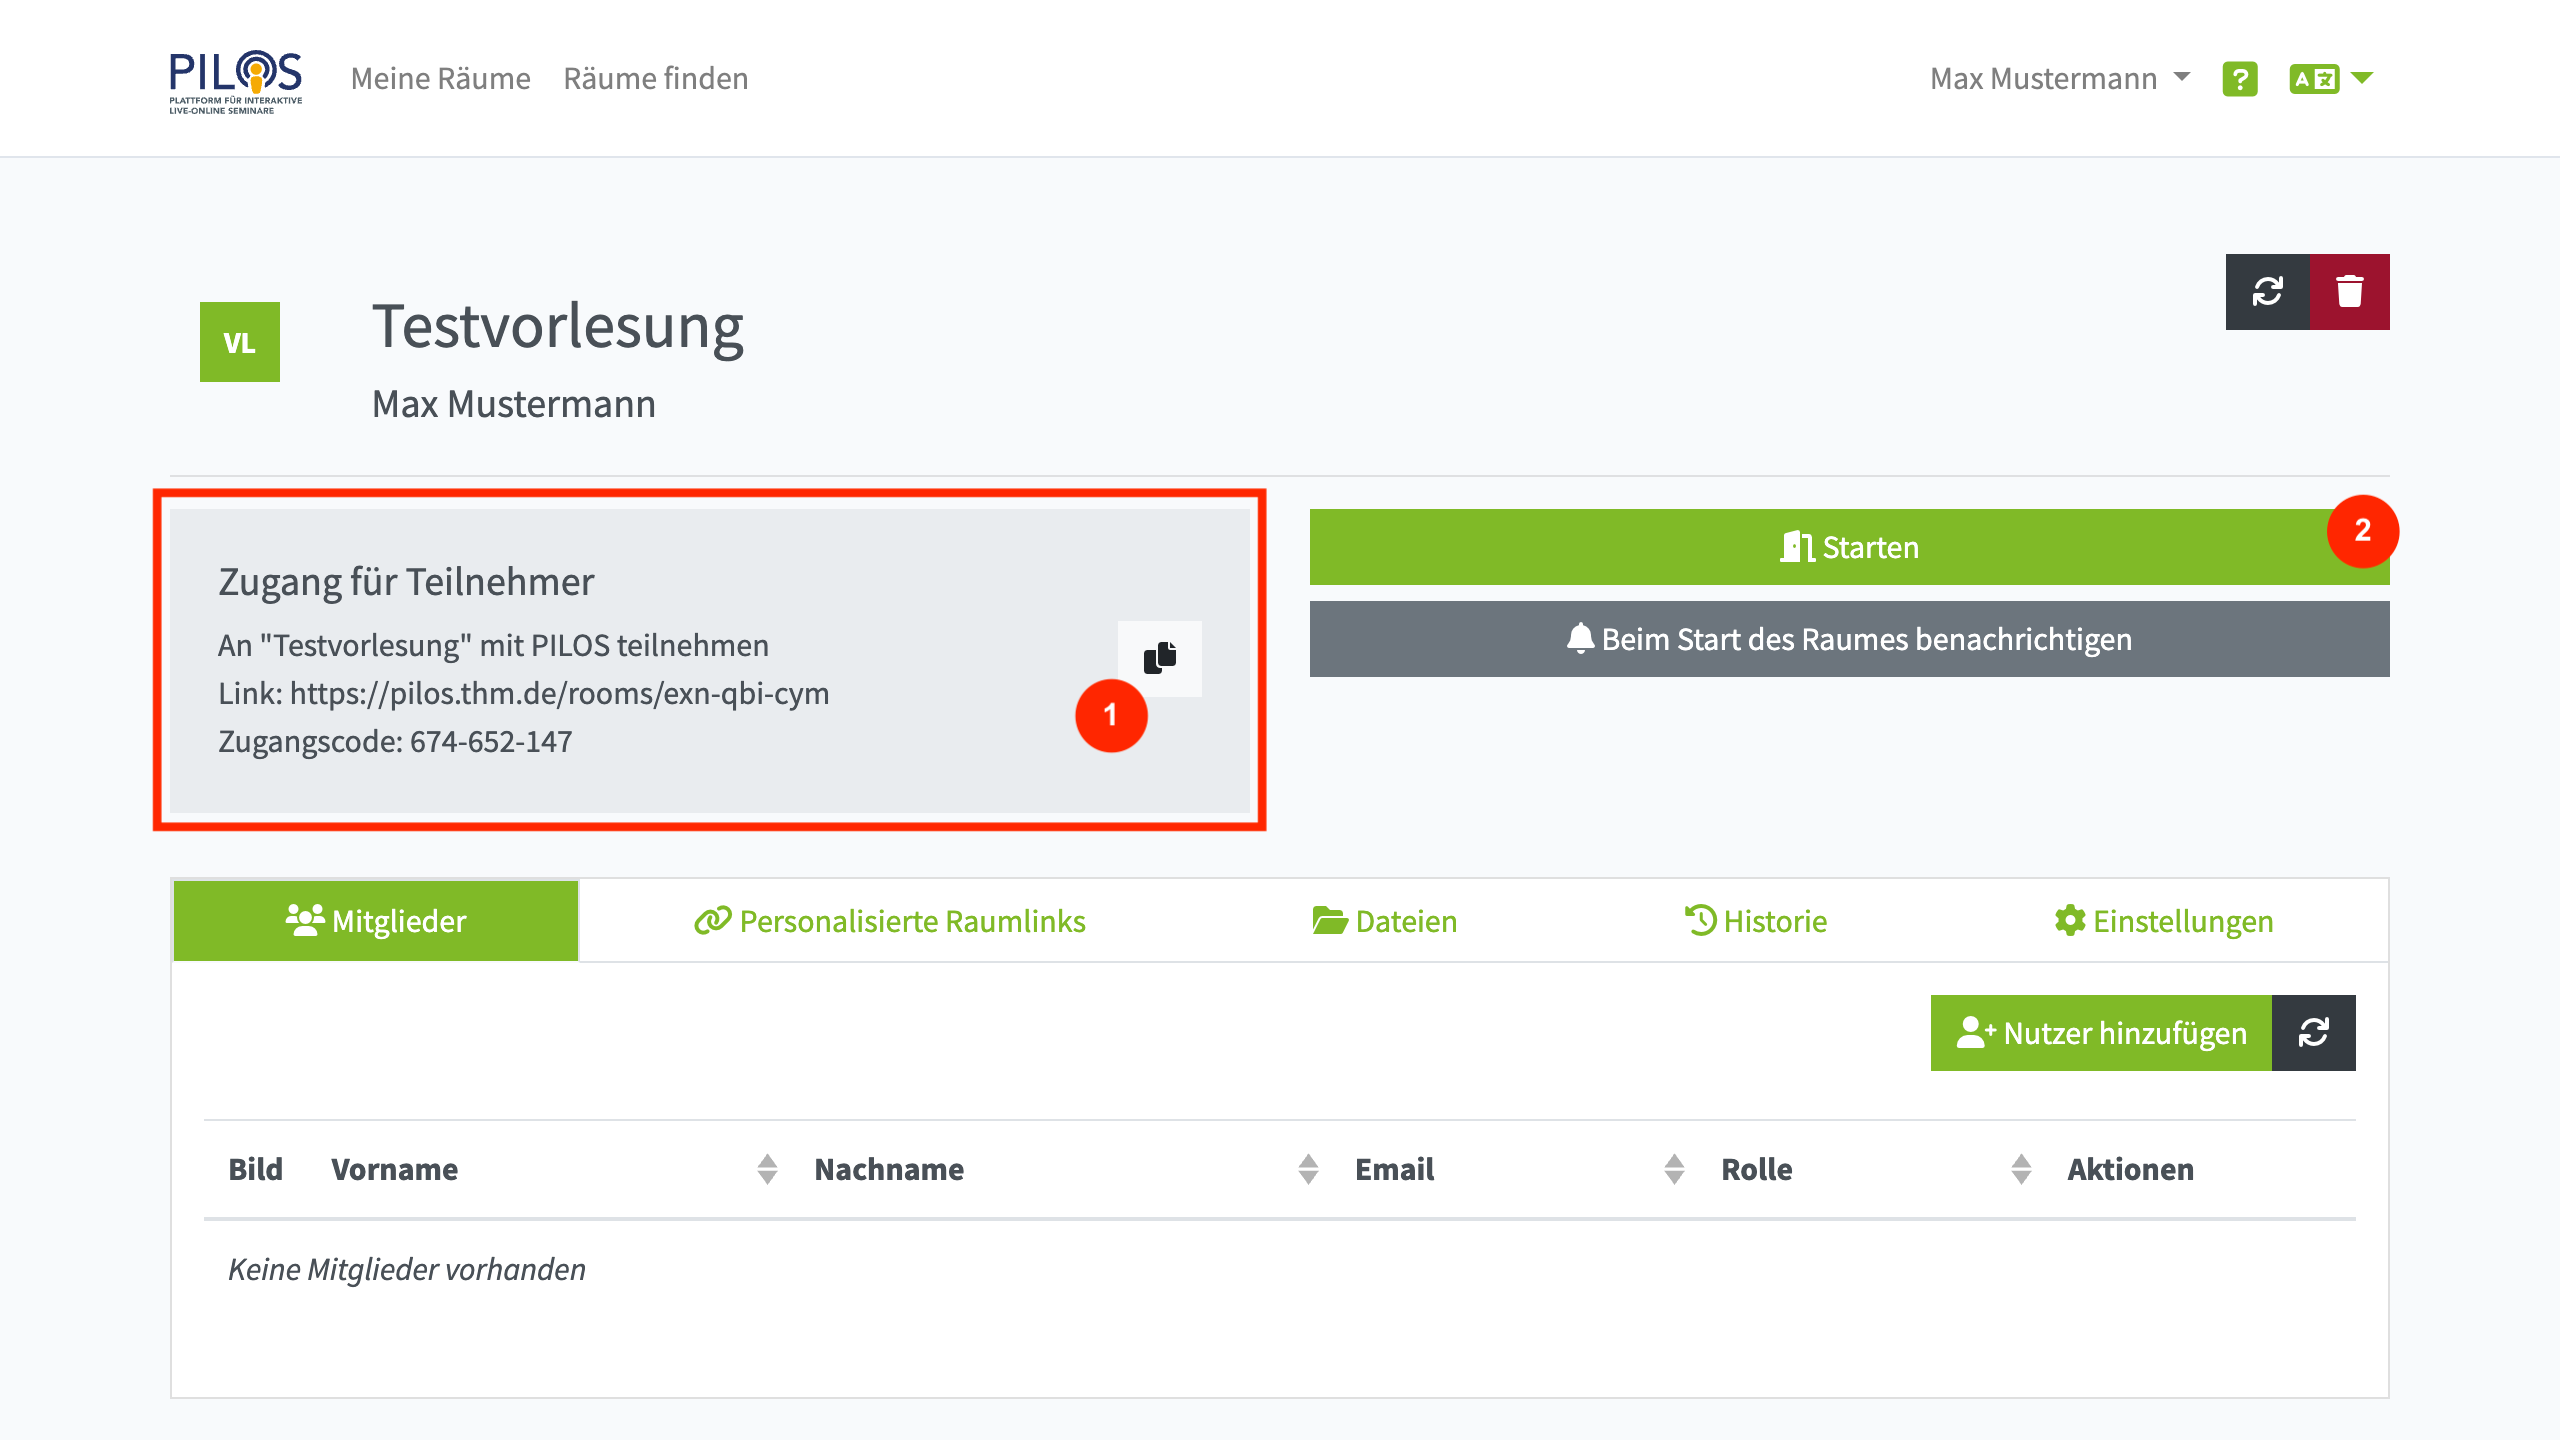 PILOS
PLATTFORM FÜR INTERAKTIVE
LIVE-ONLINE SEMINARE
Meine Räume
Räume finden
Max Mustermann
?
A
VL
Testvorlesung
Max Mustermann
Zugang für Teilnehmer
An "Testvorlesung" mit PILOS teilnehmen
Link: https://pilos.thm.de/rooms/exn-qbi-cym
Zugangscode: 674-652-147
1
Starten
2
Beim Start des Raumes benachrichtigen
Mitglieder
Personalisierte Raumlinks
Dateien
Historie
Einstellungen
Nutzer hinzufügen
Bild Vorname Nachname Email Rolle Aktionen
Keine Mitglieder vorhanden